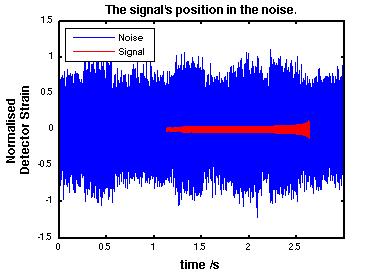 The signal's position in the noise.
1.5
Noise
Signal
1
0.5
0
-0.5
-1
-1.5
Normalised
Detector Strain
0 0.5 1 1.5 2 2.5
time /s